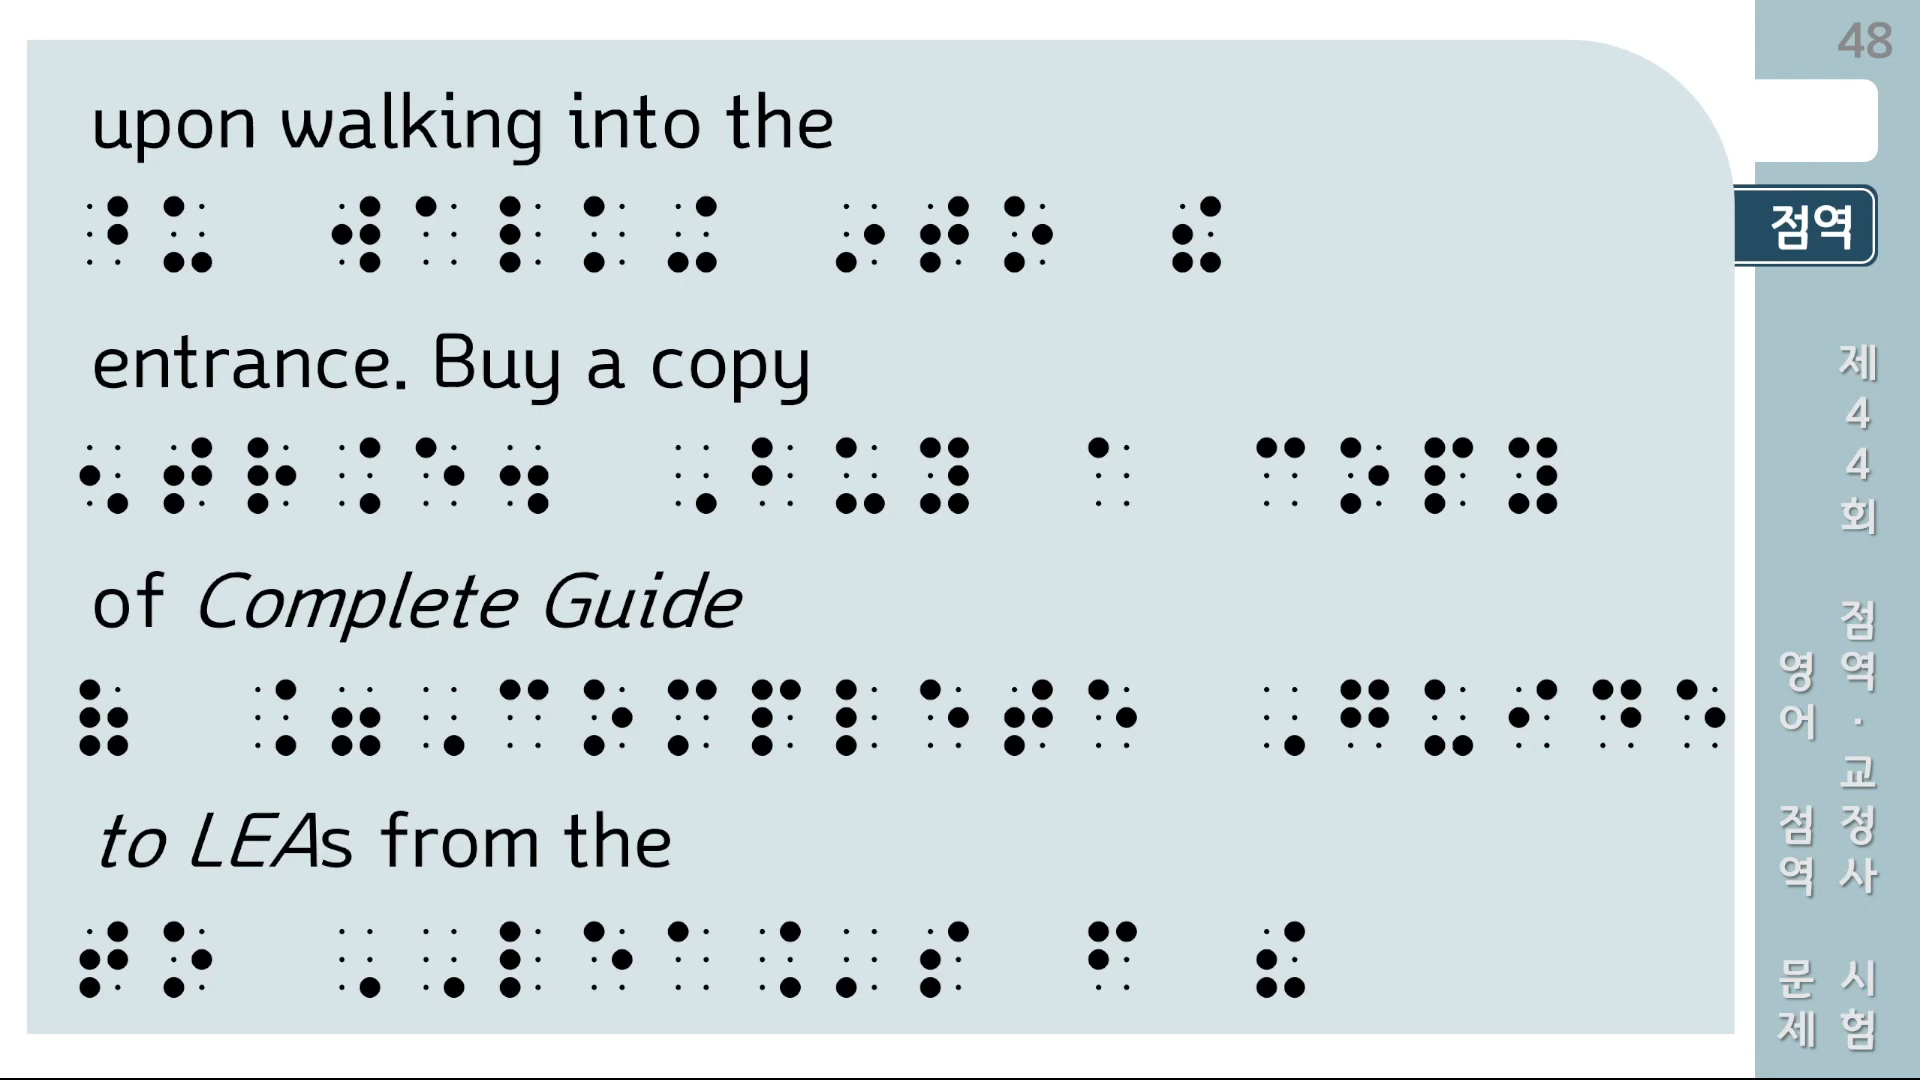 48
upon walking into the
⠘⠥ ⠺⠁⠇⠅⠬ ⠔⠞⠕ ⠮
entrance. Buy a copy
⠢⠞⠗⠨⠑⠲ ⠠⠃⠥⠽ ⠁ ⠉⠕⠏⠽
of Complete Guide
⠷ ⠨⠶⠠⠉⠕⠍⠏⠇⠑⠞⠑ ⠠⠛⠥⠊⠙⠑
to LEAs from the
⠞⠕ ⠠⠠⠇⠑⠁⠨⠄⠎ ⠋ ⠮
점역
제44회 점역·교정사 시험
영어 점역 문제